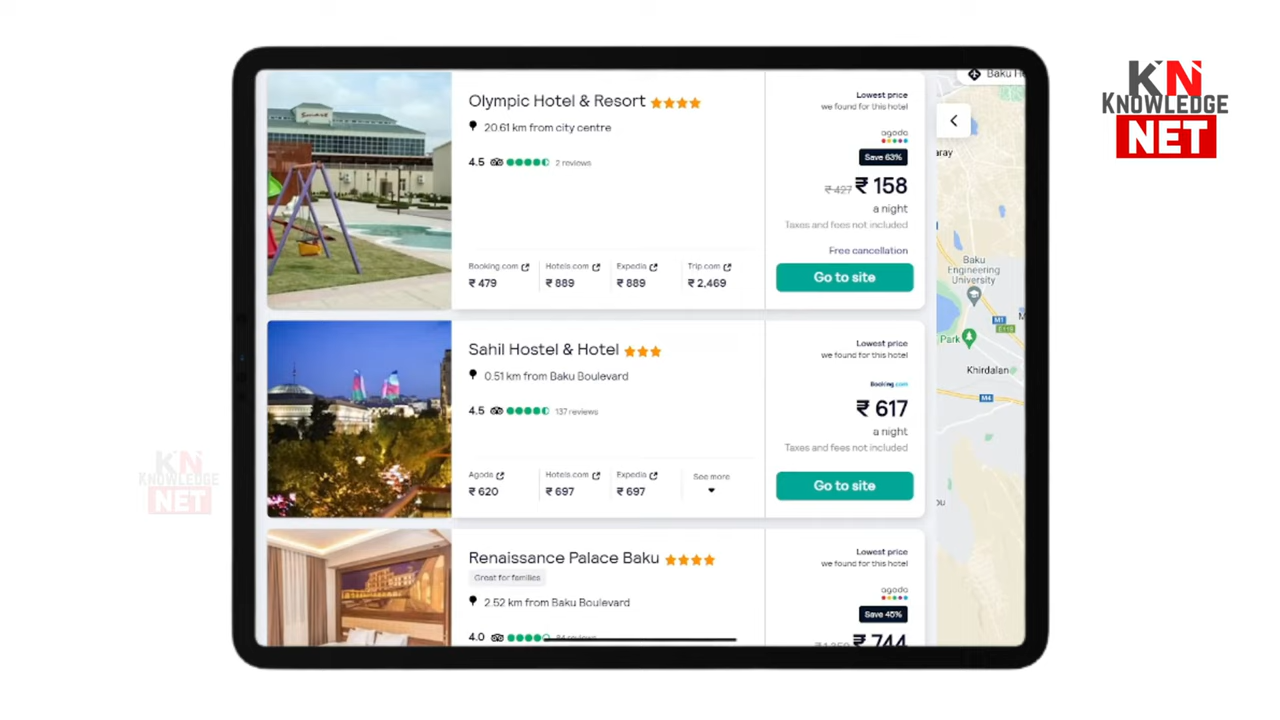 KN
KNOWLEDGE
NET
Olympic Hotel & Resort
20.61 km from city centre
4.5
2 reviews
Booking.com
₹ 479
Hotels.com
₹ 889
Expedia
₹ 889
Trip.com
₹ 2,469
Lowest price
we found for this hotel
agoda
Save 63%
₹ 427 ₹ 158
a night
Taxes and fees not included
Free cancellation
Go to site
Sahil Hostel & Hotel
0.51 km from Baku Boulevard
4.5
137 reviews
Agoda
₹ 620
Hotels.com
₹ 697
Expedia
₹ 697
See more
Lowest price
we found for this hotel
Booking.com
₹ 617
a night
Taxes and fees not included
Go to site
Renaissance Palace Baku
Great for families
2.52 km from Baku Boulevard
4.0
Lowest price
we found for this hotel
agoda
Save 45%
₹ 744
Baku
aray
Baku
Engineering
University
M1
Park
Khirdalan
M4
KN
KNOWLEDGE
NET